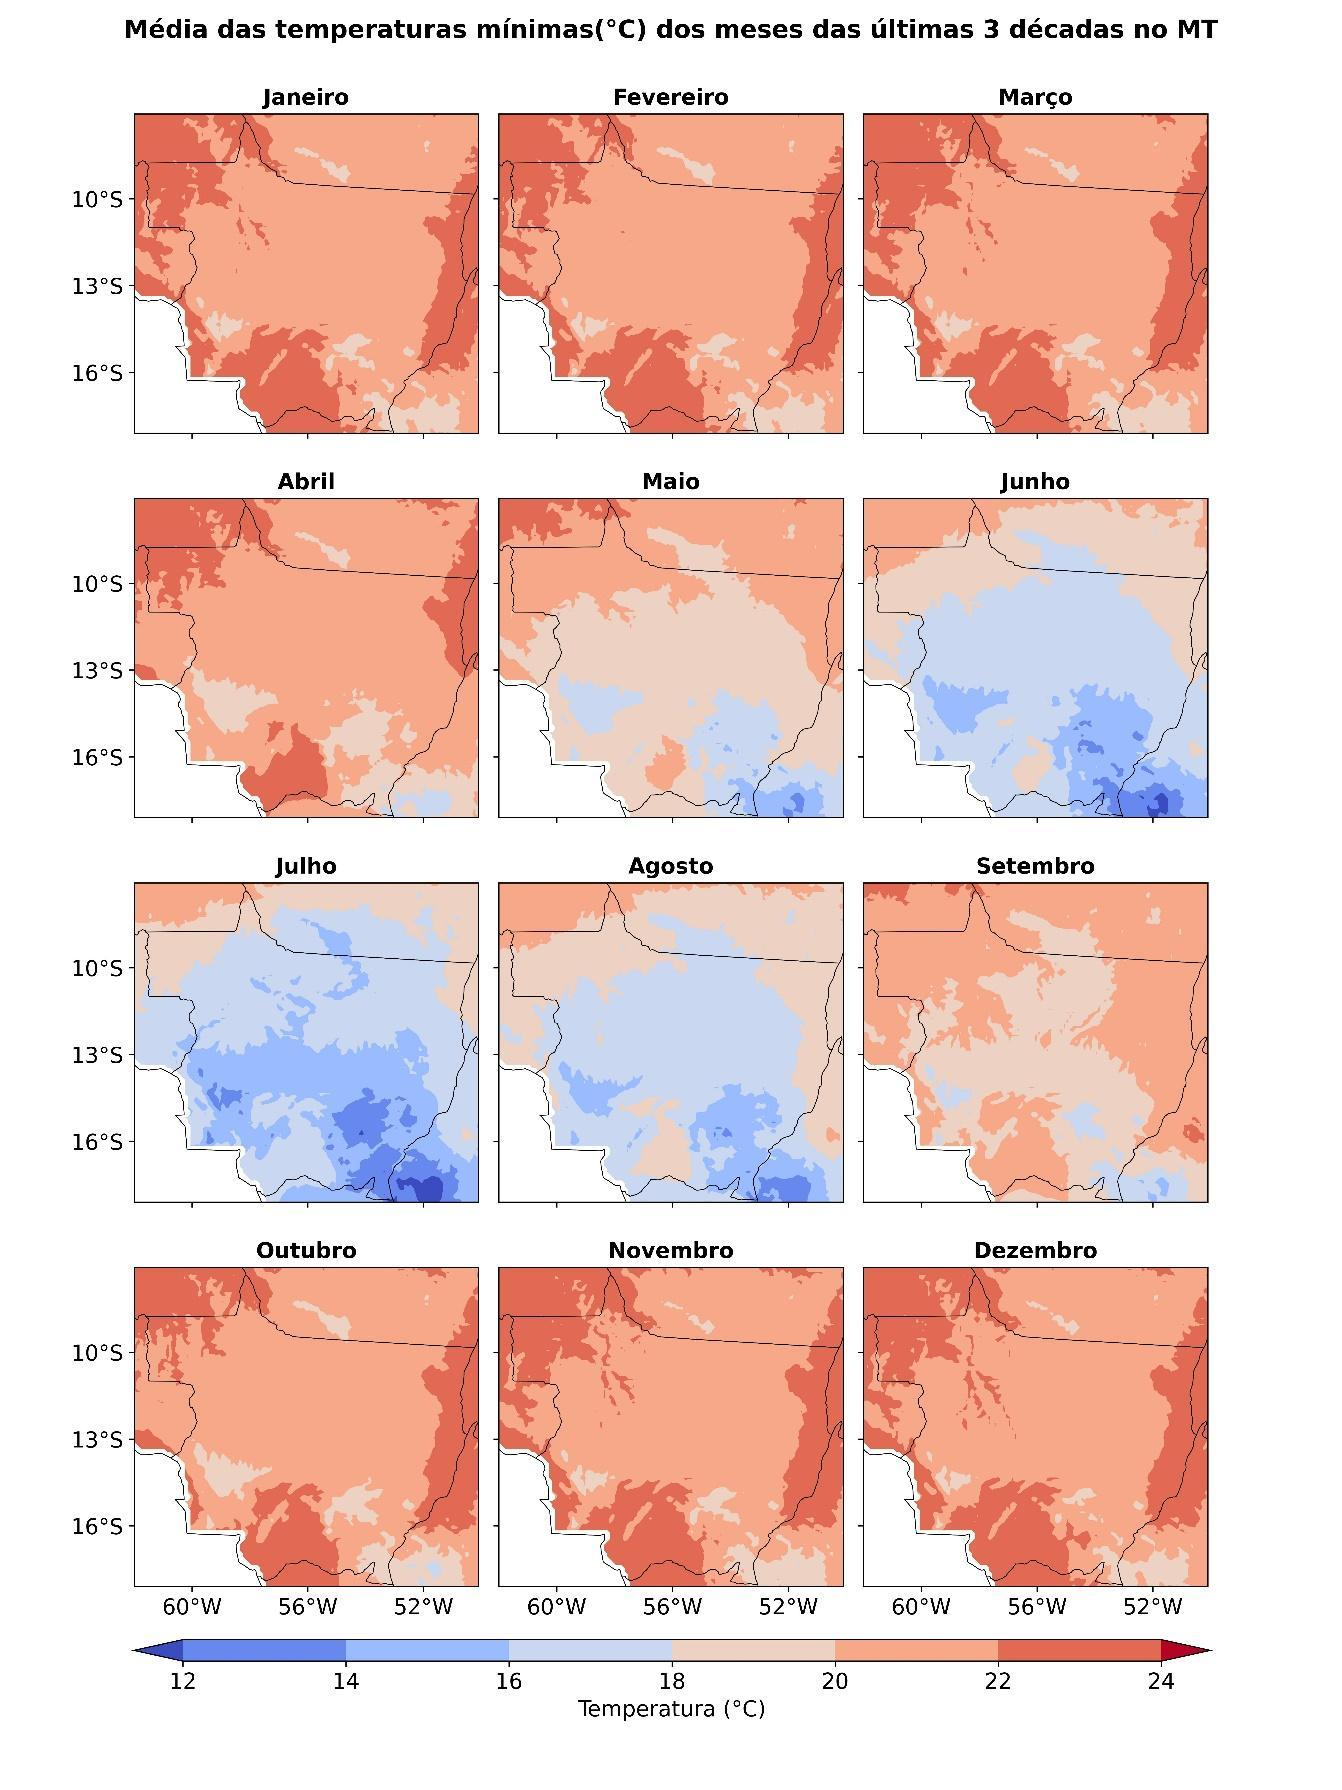 Média das temperaturas mínimas(°C) dos meses das últimas 3 décadas no MT
Janeiro
Fevereiro
Março
10°S
13°S
16°S
Abril
Maio
Junho
10°S
13°S
16°S
Julho
Agosto
Setembro
10°S
13°S
16°S
Outubro
Novembro
Dezembro
10°S
13°S
16°S
60°W 56°W 52°W 60°W 56°W 52°W 60°W 56°W 52°W
12 14 16 18 20 22 24
Temperatura (°C)